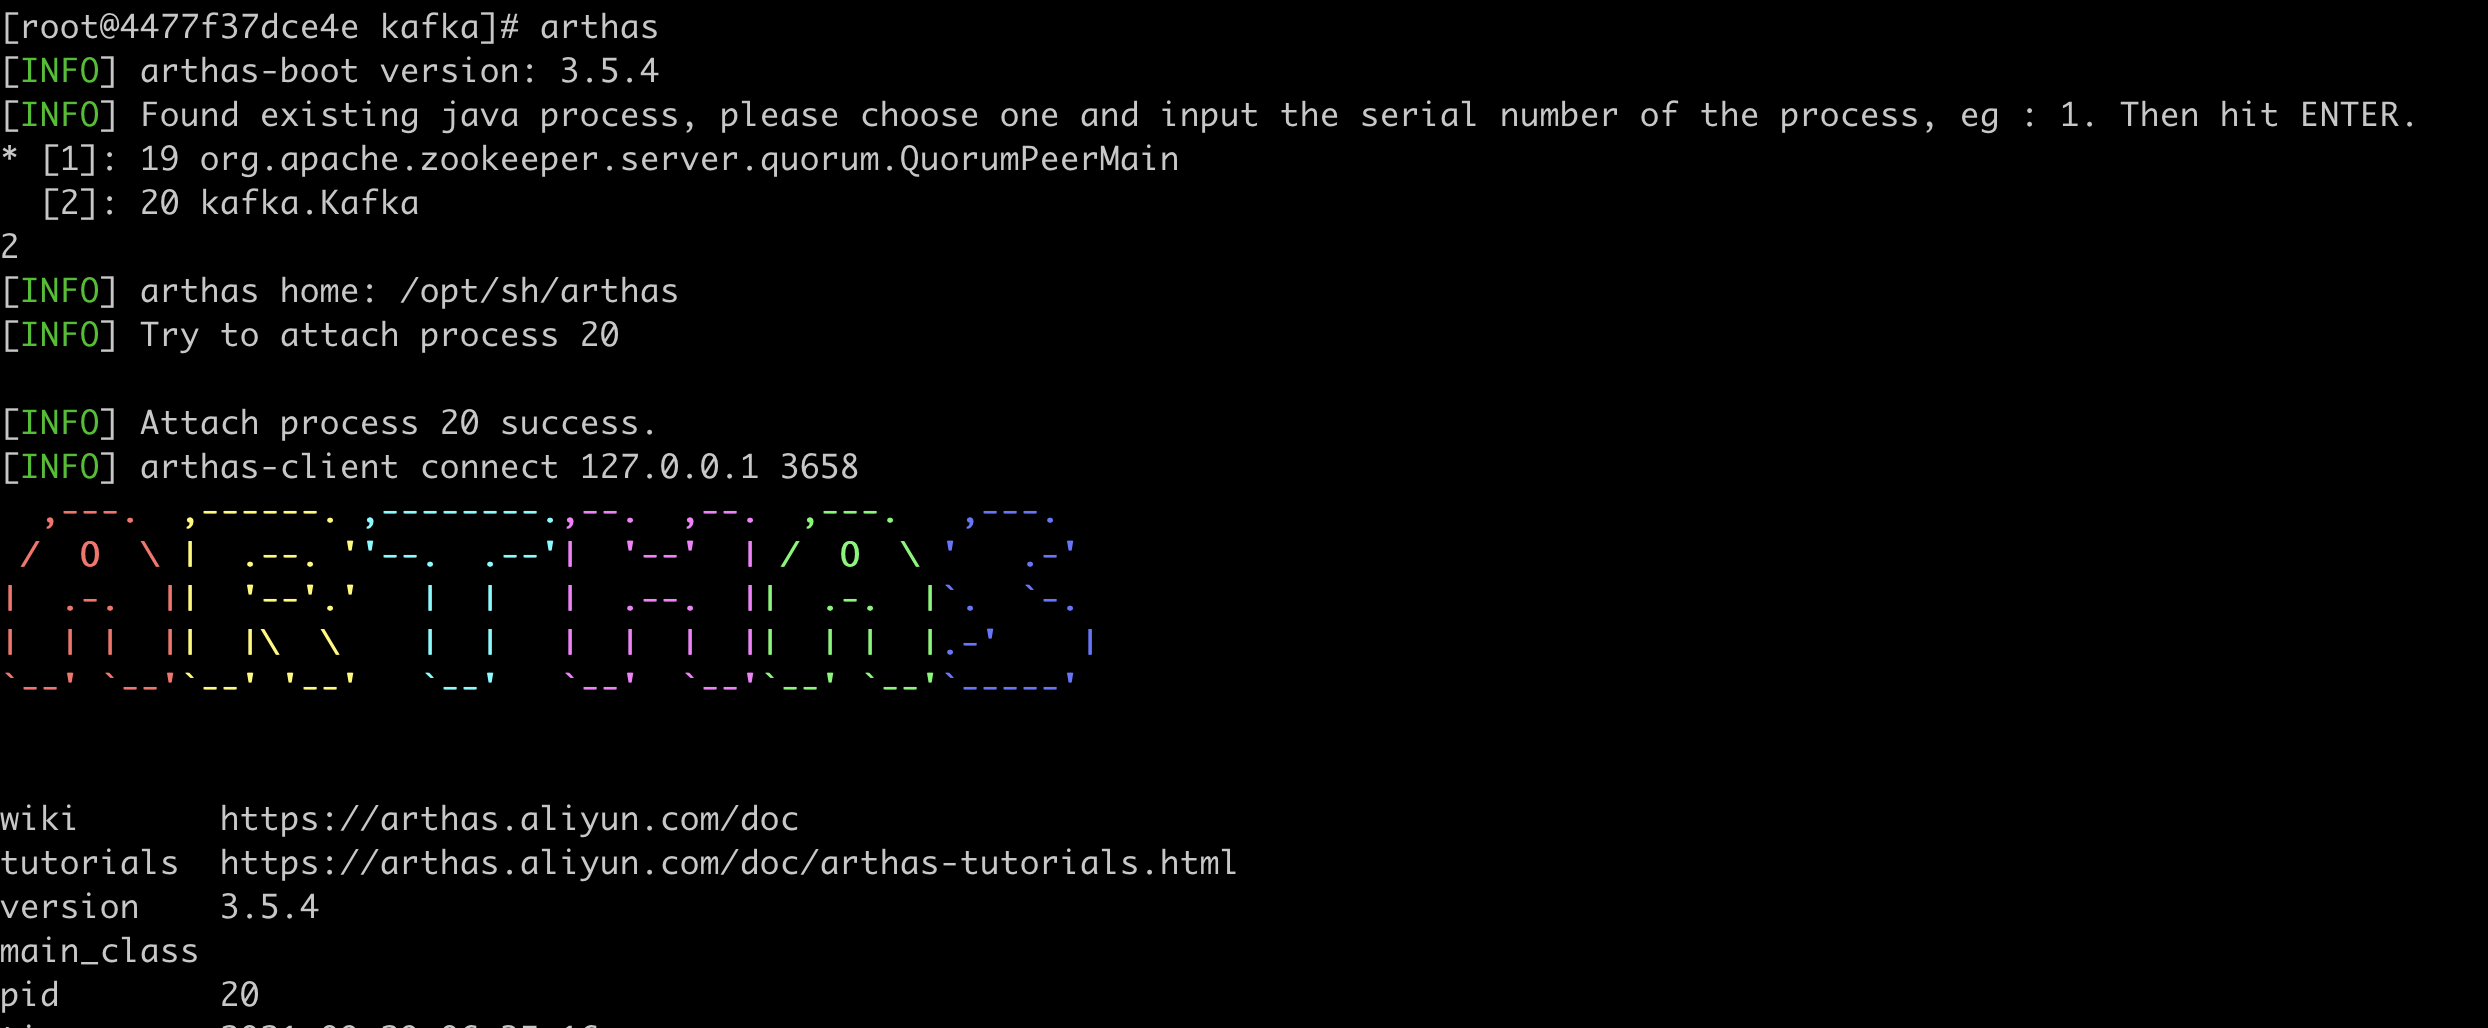 [root@4477f37dce4e kafka]# arthas
[INFO] arthas-boot version: 3.5.4
[INFO] Found existing java process, please choose one and input the serial number of the process, eg : 1. Then hit ENTER.
* [1]: 19 org.apache.zookeeper.server.quorum.QuorumPeerMain
  [2]: 20 kafka.Kafka
2
[INFO] arthas home: /opt/sh/arthas
[INFO] Try to attach process 20
[INFO] Attach process 20 success.
[INFO] arthas-client connect 127.0.0.1 3658
ARTHAS
wiki       https://arthas.aliyun.com/doc
tutorials  https://arthas.aliyun.com/doc/arthas-tutorials.html
version    3.5.4
main_class
pid        20